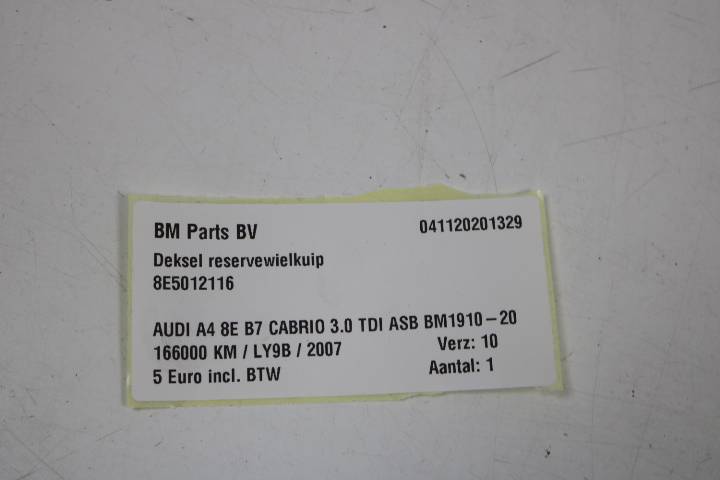 BM Parts BV 041120201329
Deksel reservewielkuip
8E5012116
AUDI A4 8E B7 CABRIO 3.0 TDI ASB BM1910-20
166000 KM / LY9B / 2007 Verz: 10
5 Euro incl. BTW Aantal: 1